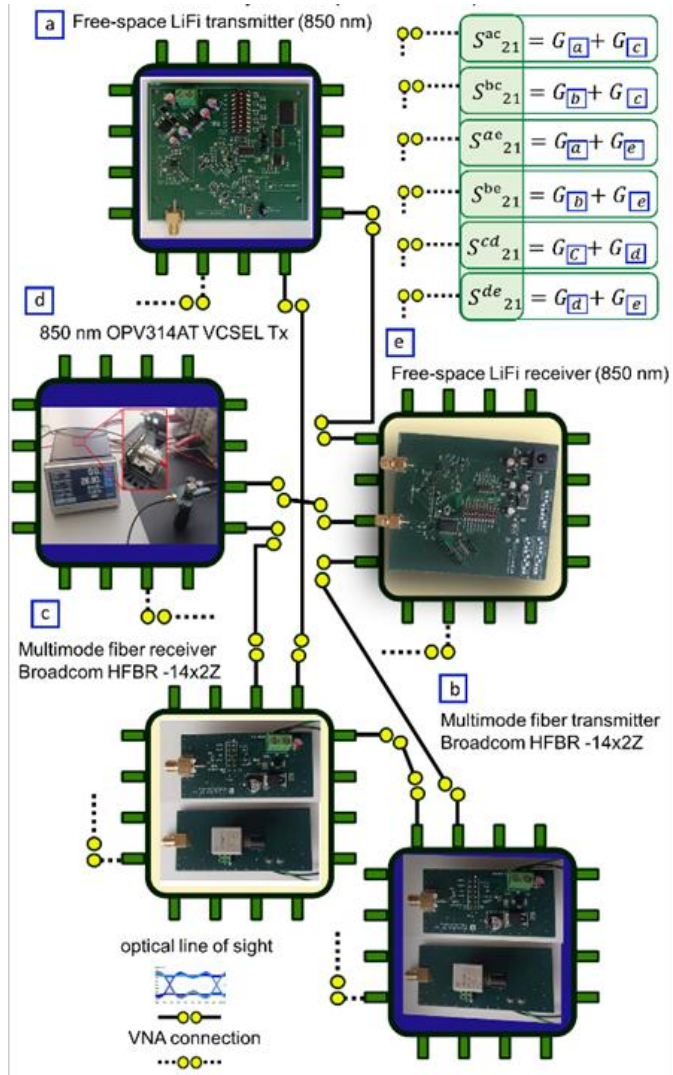 a Free-space LiFi transmitter (850 nm)
S^ac_21 = G_a + G_c
S^bc_21 = G_b + G_c
S^ae_21 = G_a + G_e
S^be_21 = G_b + G_e
S^cd_21 = G_c + G_d
S^de_21 = G_d + G_e
d
850 nm OPV314AT VCSEL Tx
e
Free-space LiFi receiver (850 nm)
c
Multimode fiber receiver
Broadcom HFBR -14x2Z
b
Multimode fiber transmitter
Broadcom HFBR -14x2Z
optical line of sight
VNA connection